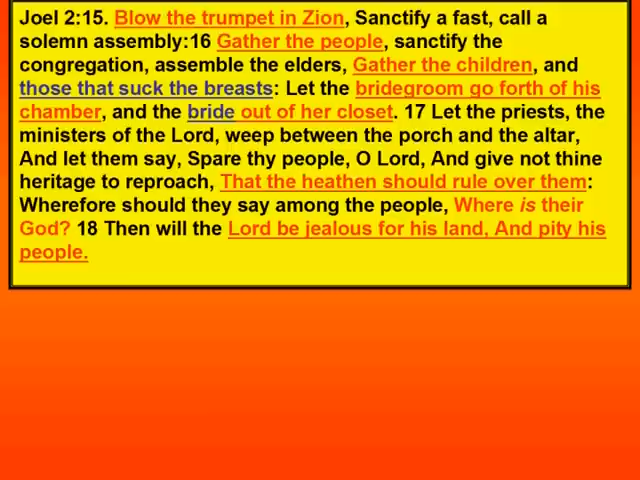 Joel 2:15. Blow the trumpet in Zion, Sanctify a fast, call a
solemn assembly:16 Gather the people, sanctify the
congregation, assemble the elders, Gather the children, and
those that suck the breasts: Let the bridegroom go forth of his
chamber, and the bride out of her closet. 17 Let the priests, the
ministers of the Lord, weep between the porch and the altar,
And let them say, Spare thy people, O Lord, And give not thine
heritage to reproach, That the heathen should rule over them:
Wherefore should they say among the people, Where is their
God? 18 Then will the Lord be jealous for his land, And pity his
people.